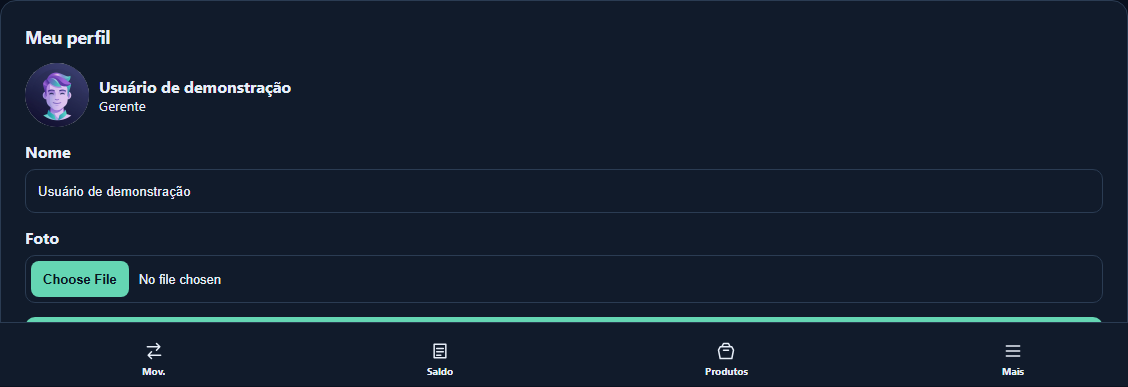 Meu perfil
Usuário de demonstração
Gerente
Nome
Usuário de demonstração
Foto
Choose File No file chosen
Mov. Saldo Produtos Mais